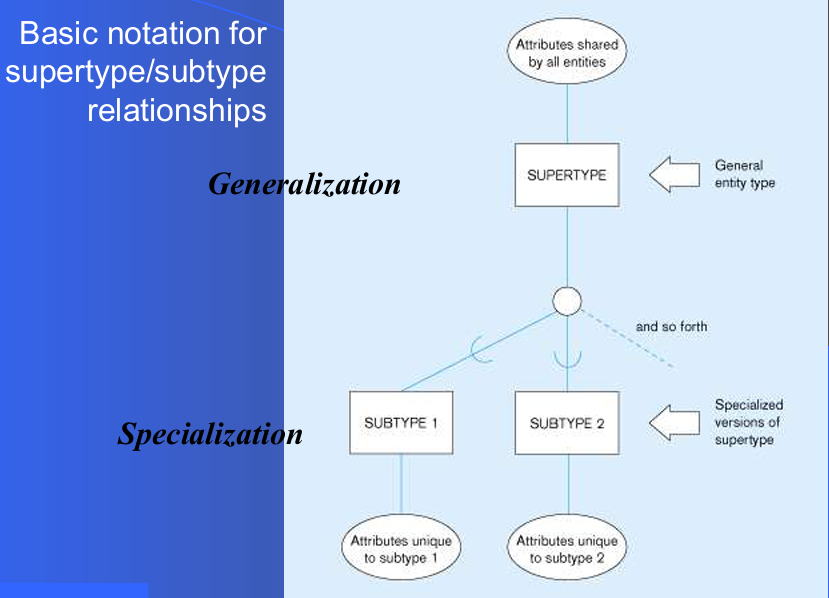 Basic notation for
supertype/subtype
relationships
Attributes shared
by all entities
Generalization
SUPERTYPE
General
entity type
and so forth
Specialization
SUBTYPE 1
SUBTYPE 2
Specialized
versions of
supertype
Attributes unique
to subtype 1
Attributes unique
to subtype 2